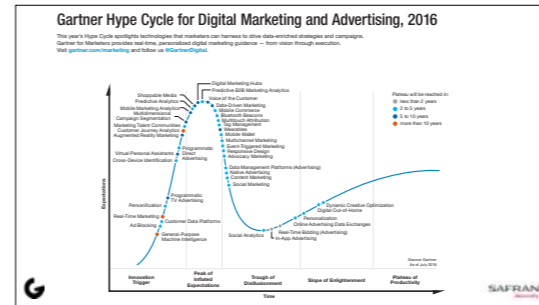 Gartner Hype Cycle for Digital Marketing and Advertising, 2016
This year's Hype Cycle spotlights technologies that marketers can harness to drive data-enriched strategies and campaigns.
Gartner for Marketers provides real-time, personalized digital marketing guidance — from vision through execution.
Visit gartner.com/marketing and follow us #GartnerDigital.
Plateau will be reached in:
less than 2 years
2 to 5 years
5 to 10 years
more than 10 years
Digital Marketing Hubs
Predictive B2B Marketing Analytics
Shoppable Media
Voice of the Customer
Predictive Analytics
Data-Driven Marketing
Mobile-Marketing Analytics
Mobile Commerce
Multidimensional
Campaign Segmentation
Bluetooth Beacons
Multitouch Attribution
Marketing Talent Communities
Tag Management
Customer Journey Analytics
Wearables
Augmented Reality Marketing
Mobile Wallet
Multichannel Marketing
Event-Triggered Marketing
Virtual Personal Assistants
Programmatic
Direct
Advertising
Responsive Design
Cross-Device Identification
Advocacy Marketing
Data Management Platforms (Advertising)
Native Advertising
Content Marketing
Social Marketing
Programmatic
TV Advertising
Personification
Real-Time Marketing
Customer Data Platforms
Ad Blocking
General-Purpose
Machine Intelligence
Dynamic Creative Optimization
Digital Out-of-Home
Personalization
Online Advertising Data Exchanges
Social Analytics
Real-Time Bidding (Advertising)
In-App Advertising
Expectations
Source: Gartner
As of July 2016
Innovation
Trigger
Peak of
Inflated
Expectations
Trough of
Disillusionment
Slope of Enlightenment
Plateau of
Productivity
Time
G
SAFRAN